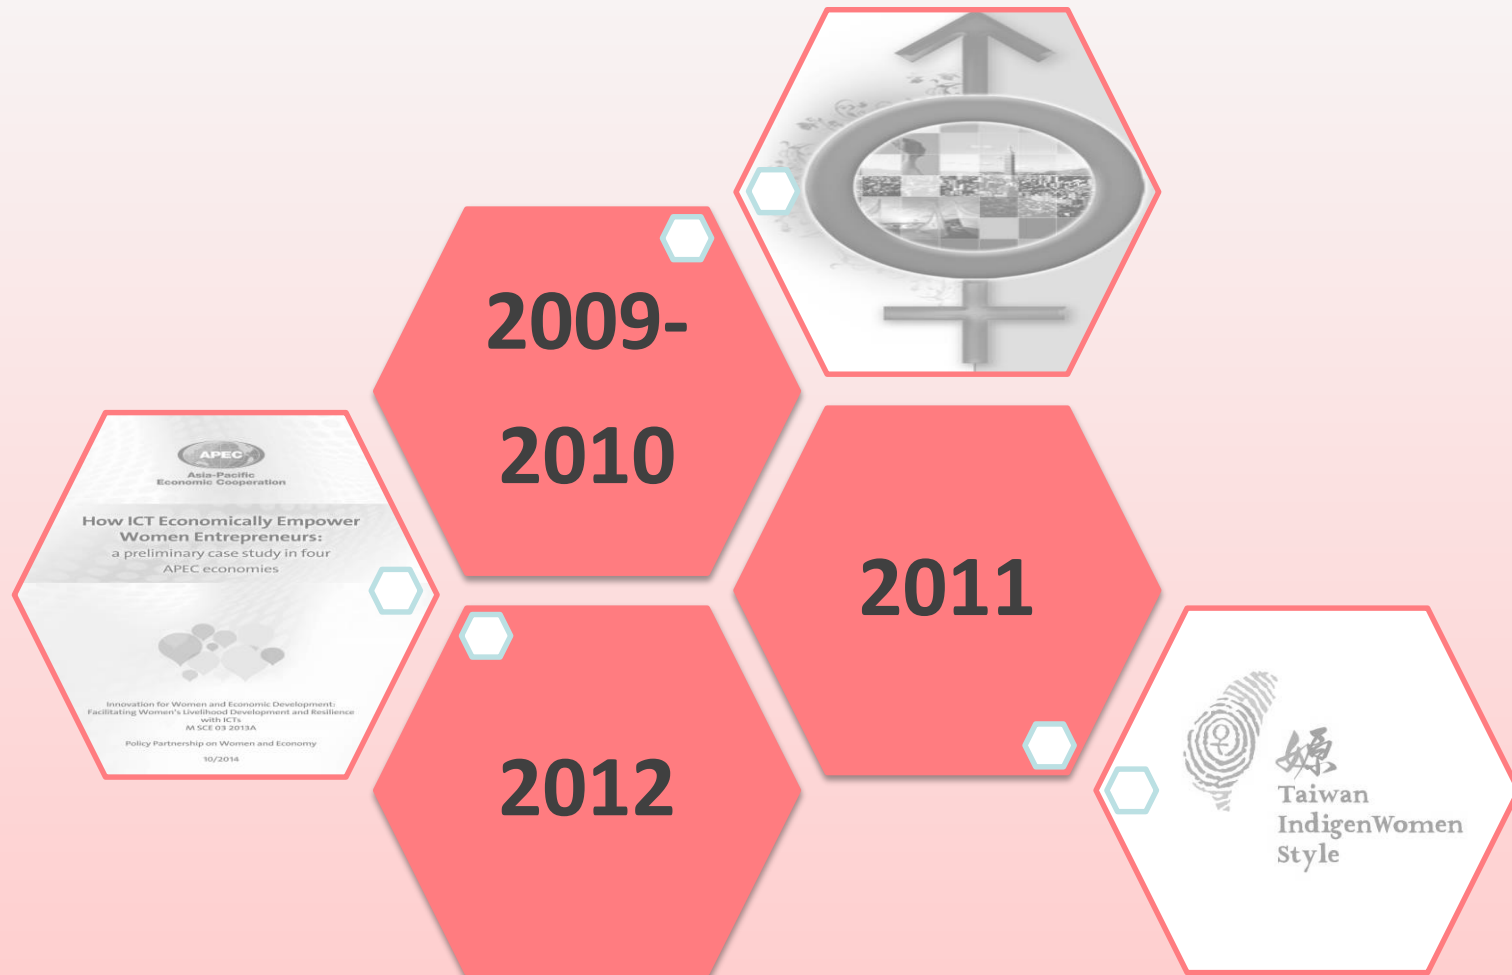 2009-
2010
APEC
Asia-Pacific
Economic Cooperation
How ICT Economically Empower
Women Entrepreneurs:
a preliminary case study in four
APEC economies
Innovation for Women and Economic Development:
Facilitating Women's Livelihood Development and Resilience
with ICTs
M SCE 03 2013A
Policy Partnership on Women and Economy
10/2014
2011
2012
嫄
Taiwan
IndigenWomen
Style